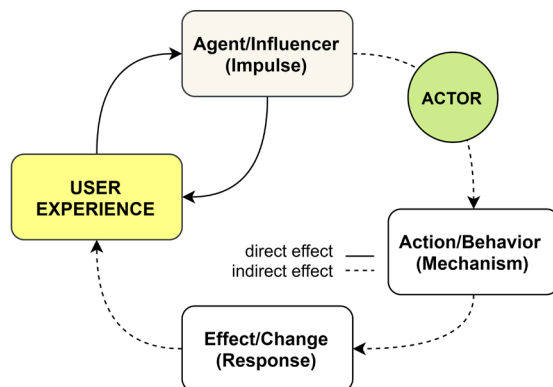 Agent/Influencer
(Impulse)
ACTOR
USER
EXPERIENCE
direct effect
indirect effect
Action/Behavior
(Mechanism)
Effect/Change
(Response)